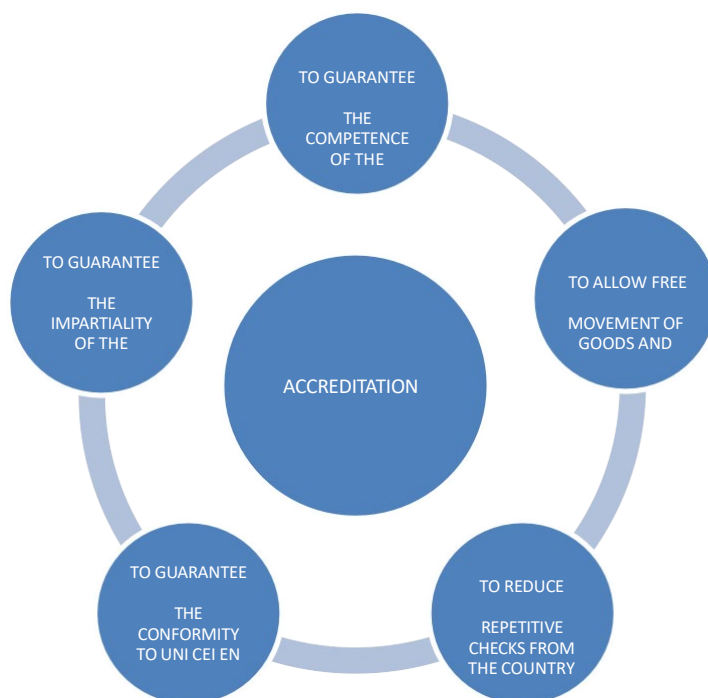 TO GUARANTEE
THE
COMPETENCE
OF THE
TO ALLOW FREE
MOVEMENT OF
GOODS AND
TO REDUCE
REPETITIVE
CHECKS FROM
THE COUNTRY
TO GUARANTEE
THE
CONFORMITY
TO UNI CEI EN
TO GUARANTEE
THE
IMPARTIALITY
OF THE
ACCREDITATION